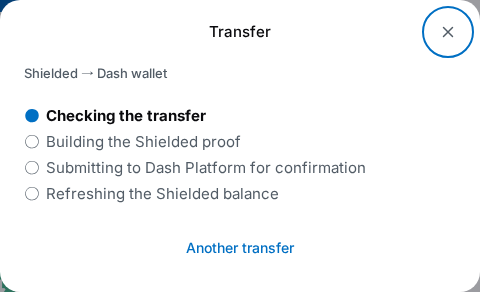 Transfer
Shielded → Dash wallet
Checking the transfer
Building the Shielded proof
Submitting to Dash Platform for confirmation
Refreshing the Shielded balance
Another transfer